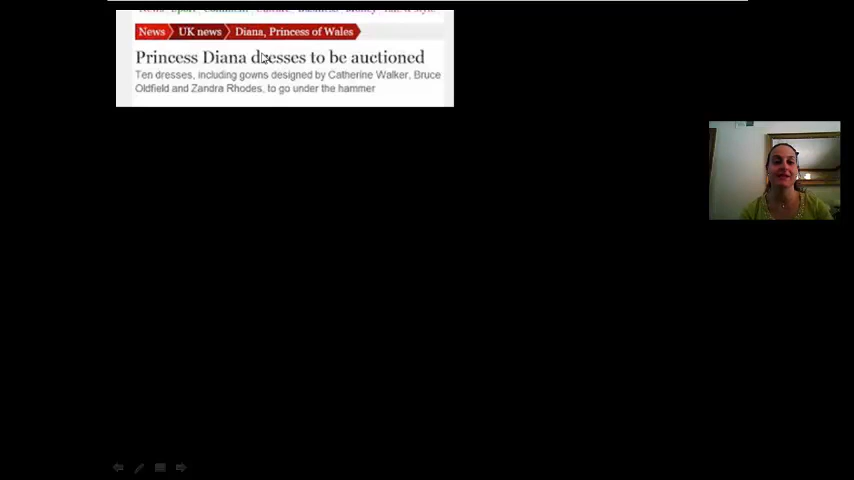 News UK news Diana, Princess of Wales
Princess Diana dresses to be auctioned
Ten dresses, including gowns designed by Catherine Walker, Bruce
Oldfield and Zandra Rhodes, to go under the hammer